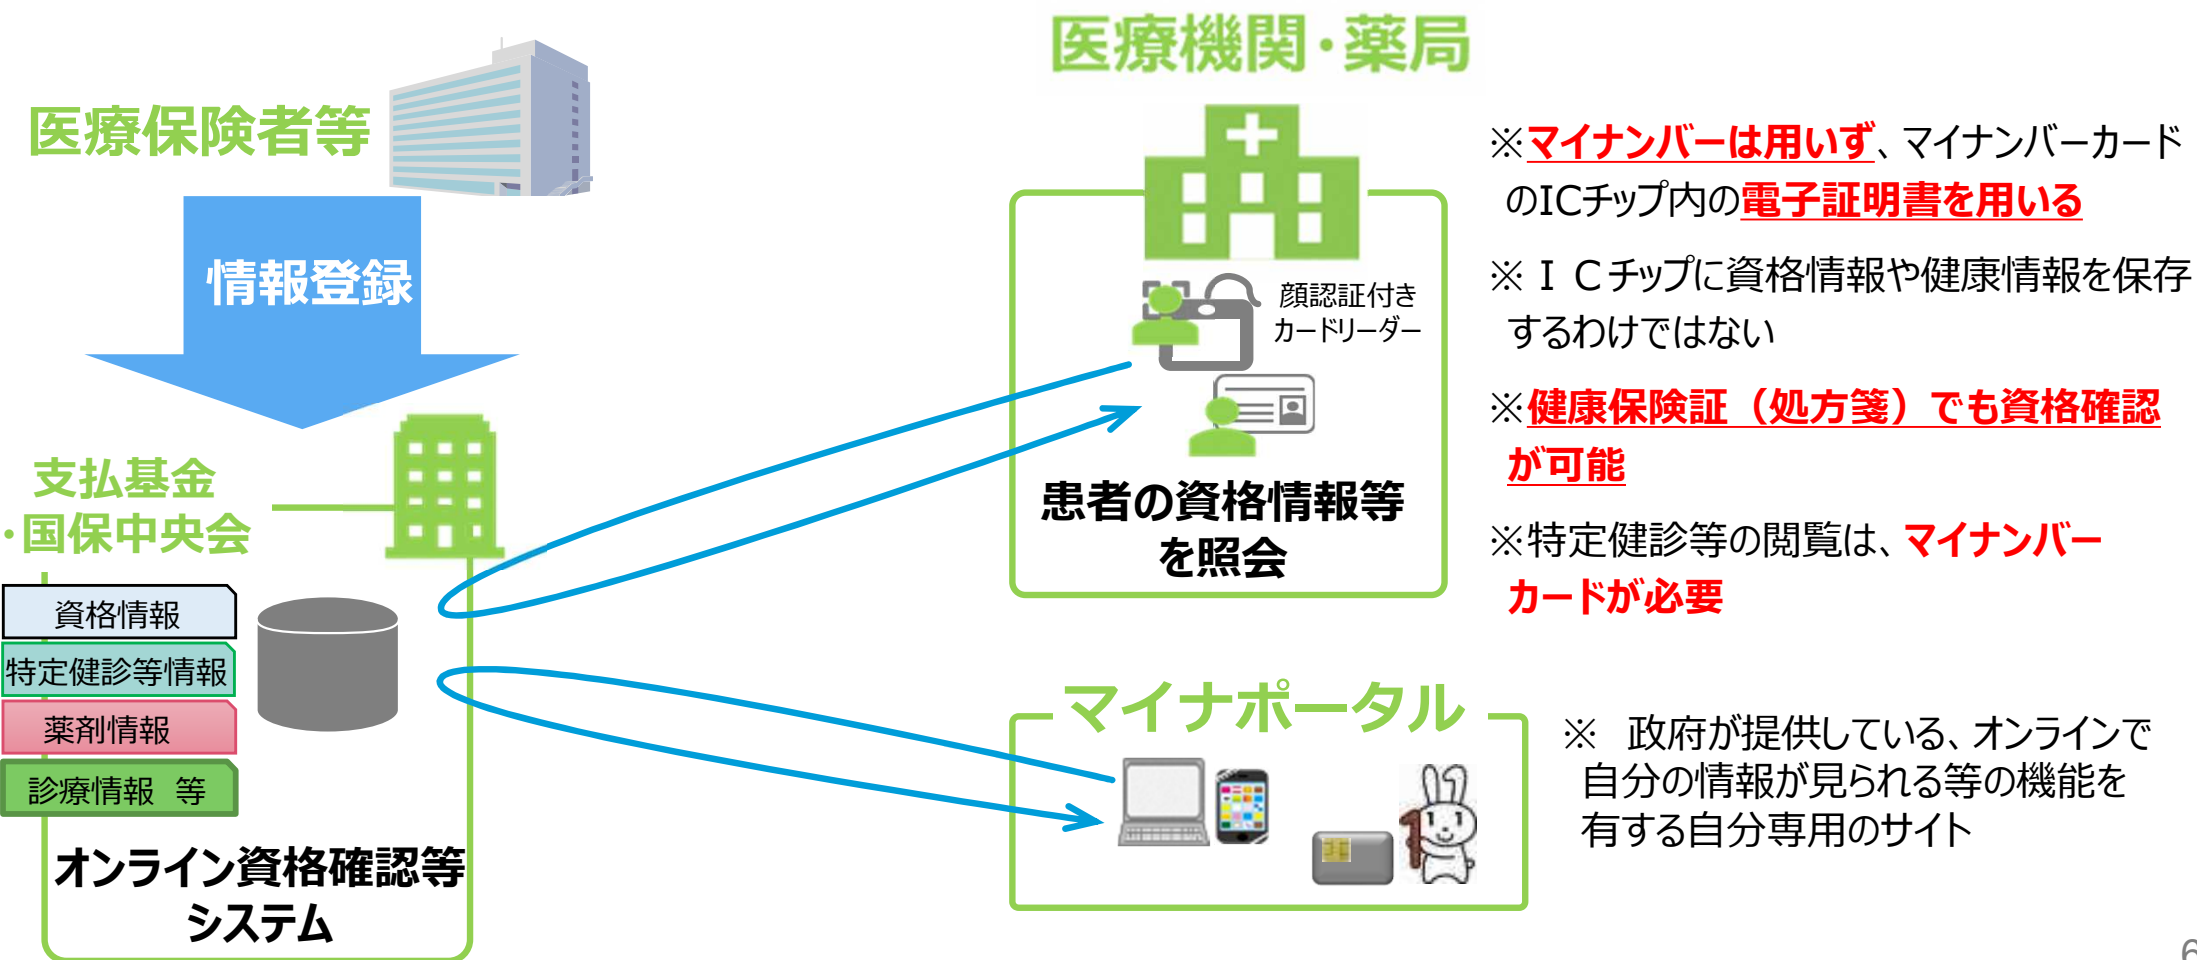 医療保険者等
情報登録
支払基金
・国保中央会
資格情報
特定健診等情報
薬剤情報
診療情報 等
オンライン資格確認等
システム
医療機関・薬局
顔認証付き
カードリーダー
患者の資格情報等
を照会
※マイナンバーは用いず、マイナンバーカード
のICチップ内の電子証明書を用いる
※ＩＣチップに資格情報や健康情報を保存
するわけではない
※健康保険証（処方箋）でも資格確認
が可能
※特定健診等の閲覧は、マイナンバー
カードが必要
マイナポータル
※ 政府が提供している、オンラインで
自分の情報が見られる等の機能を
有する自分専用のサイト
6